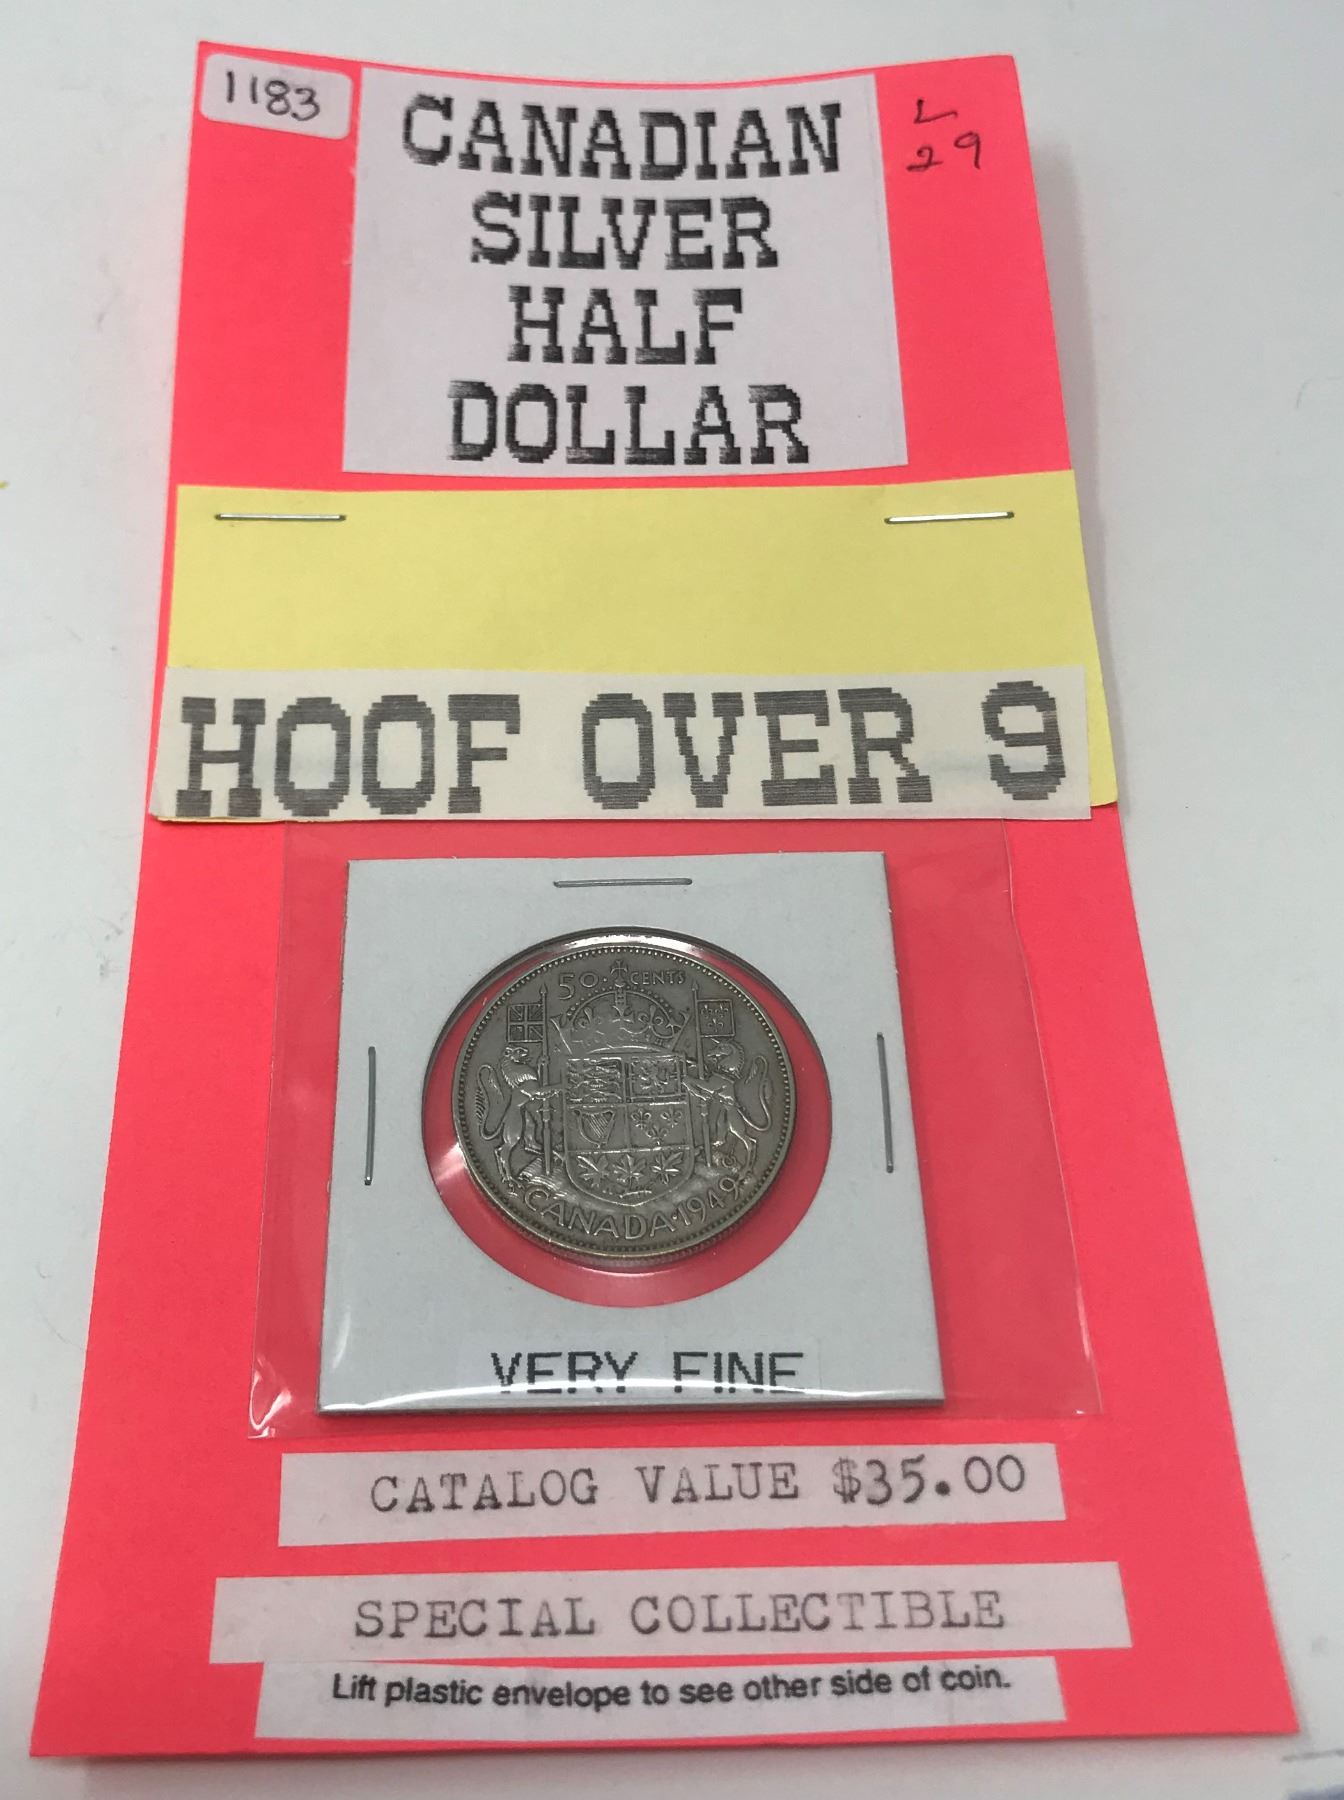 1183
L
29
CANADIAN
SILVER
HALF
DOLLAR
HOOF OVER 9
50 · CENTS
CANADA · 1949
VERY FINE
CATALOG VALUE $35.00
SPECIAL COLLECTIBLE
Lift plastic envelope to see other side of coin.